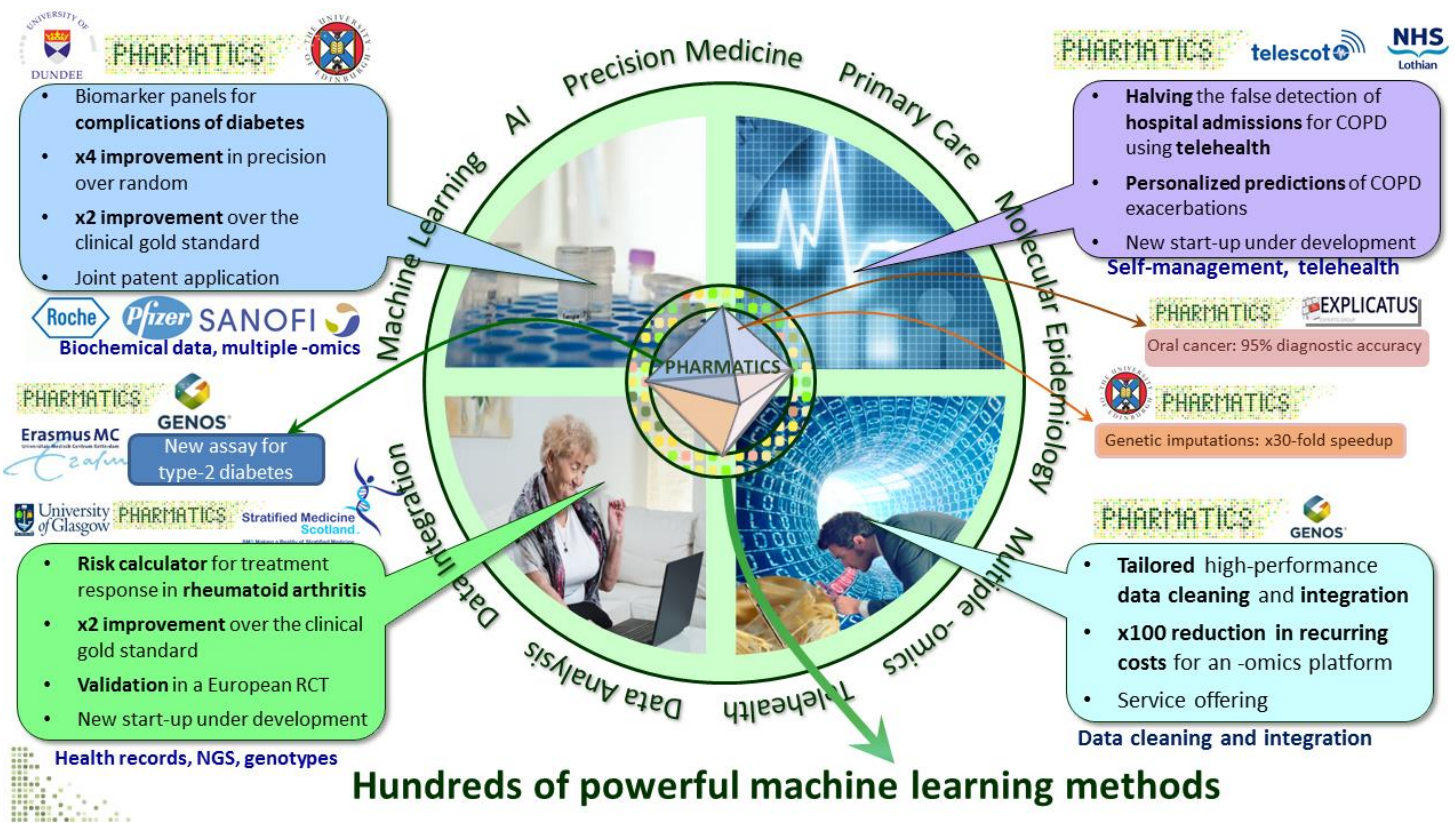 UNIVERSITY OF
DUNDEE
PHARMATICS
THE UNIVERSITY
OF EDINBURGH
• Biomarker panels for
complications of diabetes
• x4 improvement in precision
over random
• x2 improvement over the
clinical gold standard
• Joint patent application
Roche
Pfizer
SANOFI
Biochemical data, multiple -omics
PHARMATICS
GENOS
Erasmus MC
New assay for
type-2 diabetes
University
of Glasgow
PHARMATICS
Stratified Medicine
Scotland
• Risk calculator for treatment
response in rheumatoid arthritis
• x2 improvement over the clinical
gold standard
• Validation in a European RCT
• New start-up under development
Health records, NGS, genotypes
Machine Learning
AI
Precision Medicine
Primary Care
Molecular Epidemiology
Multiple -omics
Telehealth
Data Analysis
Data Integration
PHARMATICS
PHARMATICS
telescot
NHS
Lothian
• Halving the false detection of
hospital admissions for COPD
using telehealth
• Personalized predictions of COPD
exacerbations
• New start-up under development
Self-management, telehealth
PHARMATICS
EXPLICATUS
Oral cancer: 95% diagnostic accuracy
THE UNIVERSITY
OF EDINBURGH
PHARMATICS
Genetic imputations: x30-fold speedup
PHARMATICS
GENOS
• Tailored high-performance
data cleaning and integration
• x100 reduction in recurring
costs for an -omics platform
• Service offering
Data cleaning and integration
Hundreds of powerful machine learning methods